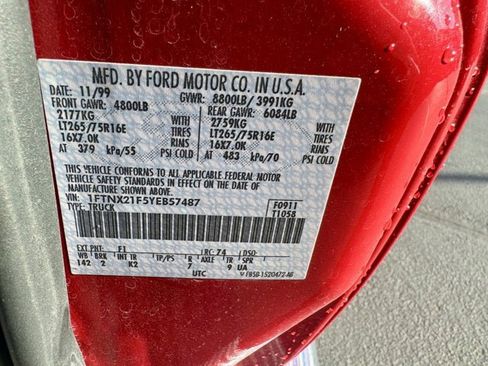 MFD. BY FORD MOTOR CO. IN U.S.A.
DATE: 11/99 GVWR: 8800LB/ 3991KG
FRONT GAWR: 4800LB REAR GAWR: 6084LB
2177KG WITH 2759KG WITH
LT265/75R16E TIRES LT265/75R16E TIRES
16X7.0K RIMS 16X7.0K RIMS
AT 379 kPa/55 PSI COLD AT 483 kPa/70 PSI COLD
THIS VEHICLE CONFORMS TO ALL APPLICABLE FEDERAL MOTOR
VEHICLE SAFETY STANDARDS IN EFFECT ON THE DATE OF
MANUFACTURE SHOWN ABOVE.
VIN: 1FTNX21F5YEB57487 F0911
TYPE: TRUCK T1058
EXT PNT: F1 RC: 74 DSO:
WB BRK INT TR TP/PS R AXLE TR SPR
142 2 K2 7 9 UA
UTC F85B-1520472-AB